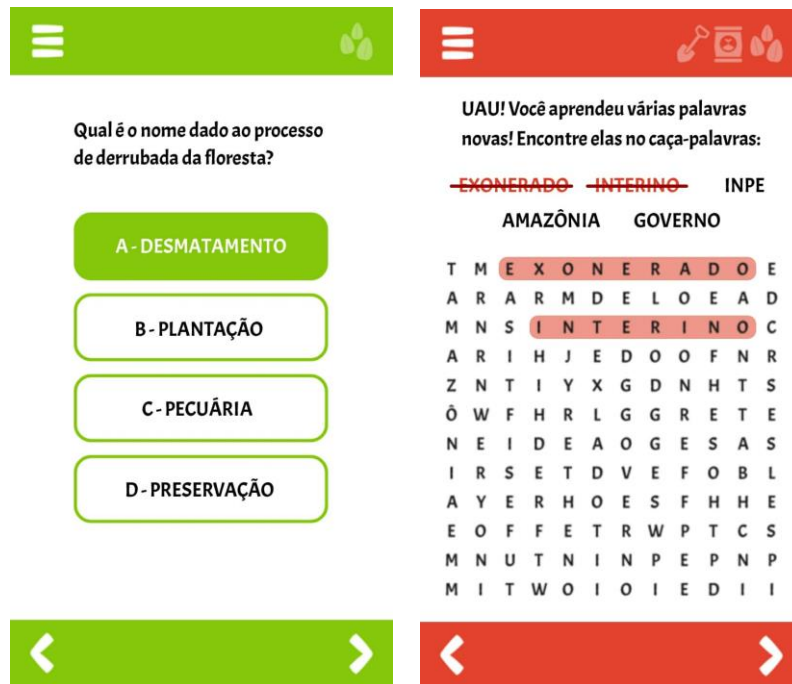 Qual é o nome dado ao processo
de derrubada da floresta?
A - DESMATAMENTO
B - PLANTAÇÃO
C - PECUÁRIA
D - PRESERVAÇÃO
UAU! Você aprendeu várias palavras
novas! Encontre elas no caça-palavras:
EXONERADO INTERINO INPE
AMAZÔNIA GOVERNO
T M E X O N E R A D O E
A R A R M D E L O E A D
M N S I N T E R I N O C
A R I H J E D O O F N R
Z N T I Y X G D N H T S
Ô W F H R L G G R E T E
N E I D E A O G E S A S
I R S E T D V E F O B L
A Y E R H O E S F H H E
E O F F E T R W P T C S
M N U T N I N P E P N P
M I T W O I O I E D I I